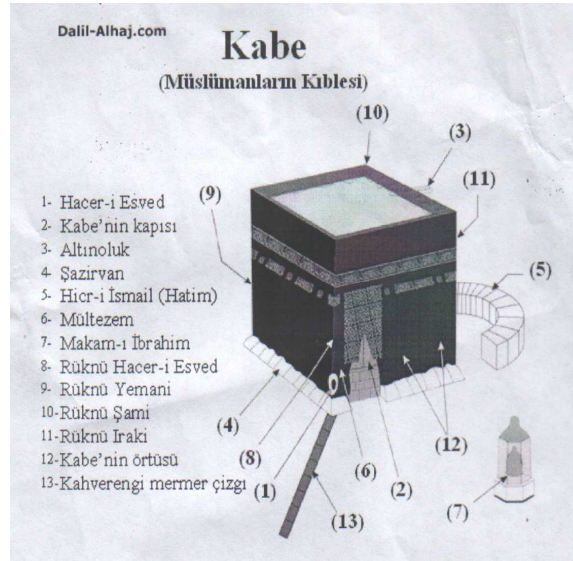 Dalil-Alhaj.com
Kabe
(Müslümanların Kıblesi)
(10)
(3)
(11)
(9)
(5)
1- Hacer-i Esved
2- Kabe'nin kapısı
3- Altınoluk
4- Şazirvan
5- Hicr-i İsmail (Hatim)
6- Mültezem
7- Makam-ı İbrahim
8- Rüknü Hacer-i Esved
9- Rüknü Yemani
10-Rüknü Şami
11-Rüknü Iraki
12-Kabe'nin örtüsü
13-Kahverengi mermer çizgı
(4)
(8)
(1)
(6)
(2)
(12)
(13)
(7)